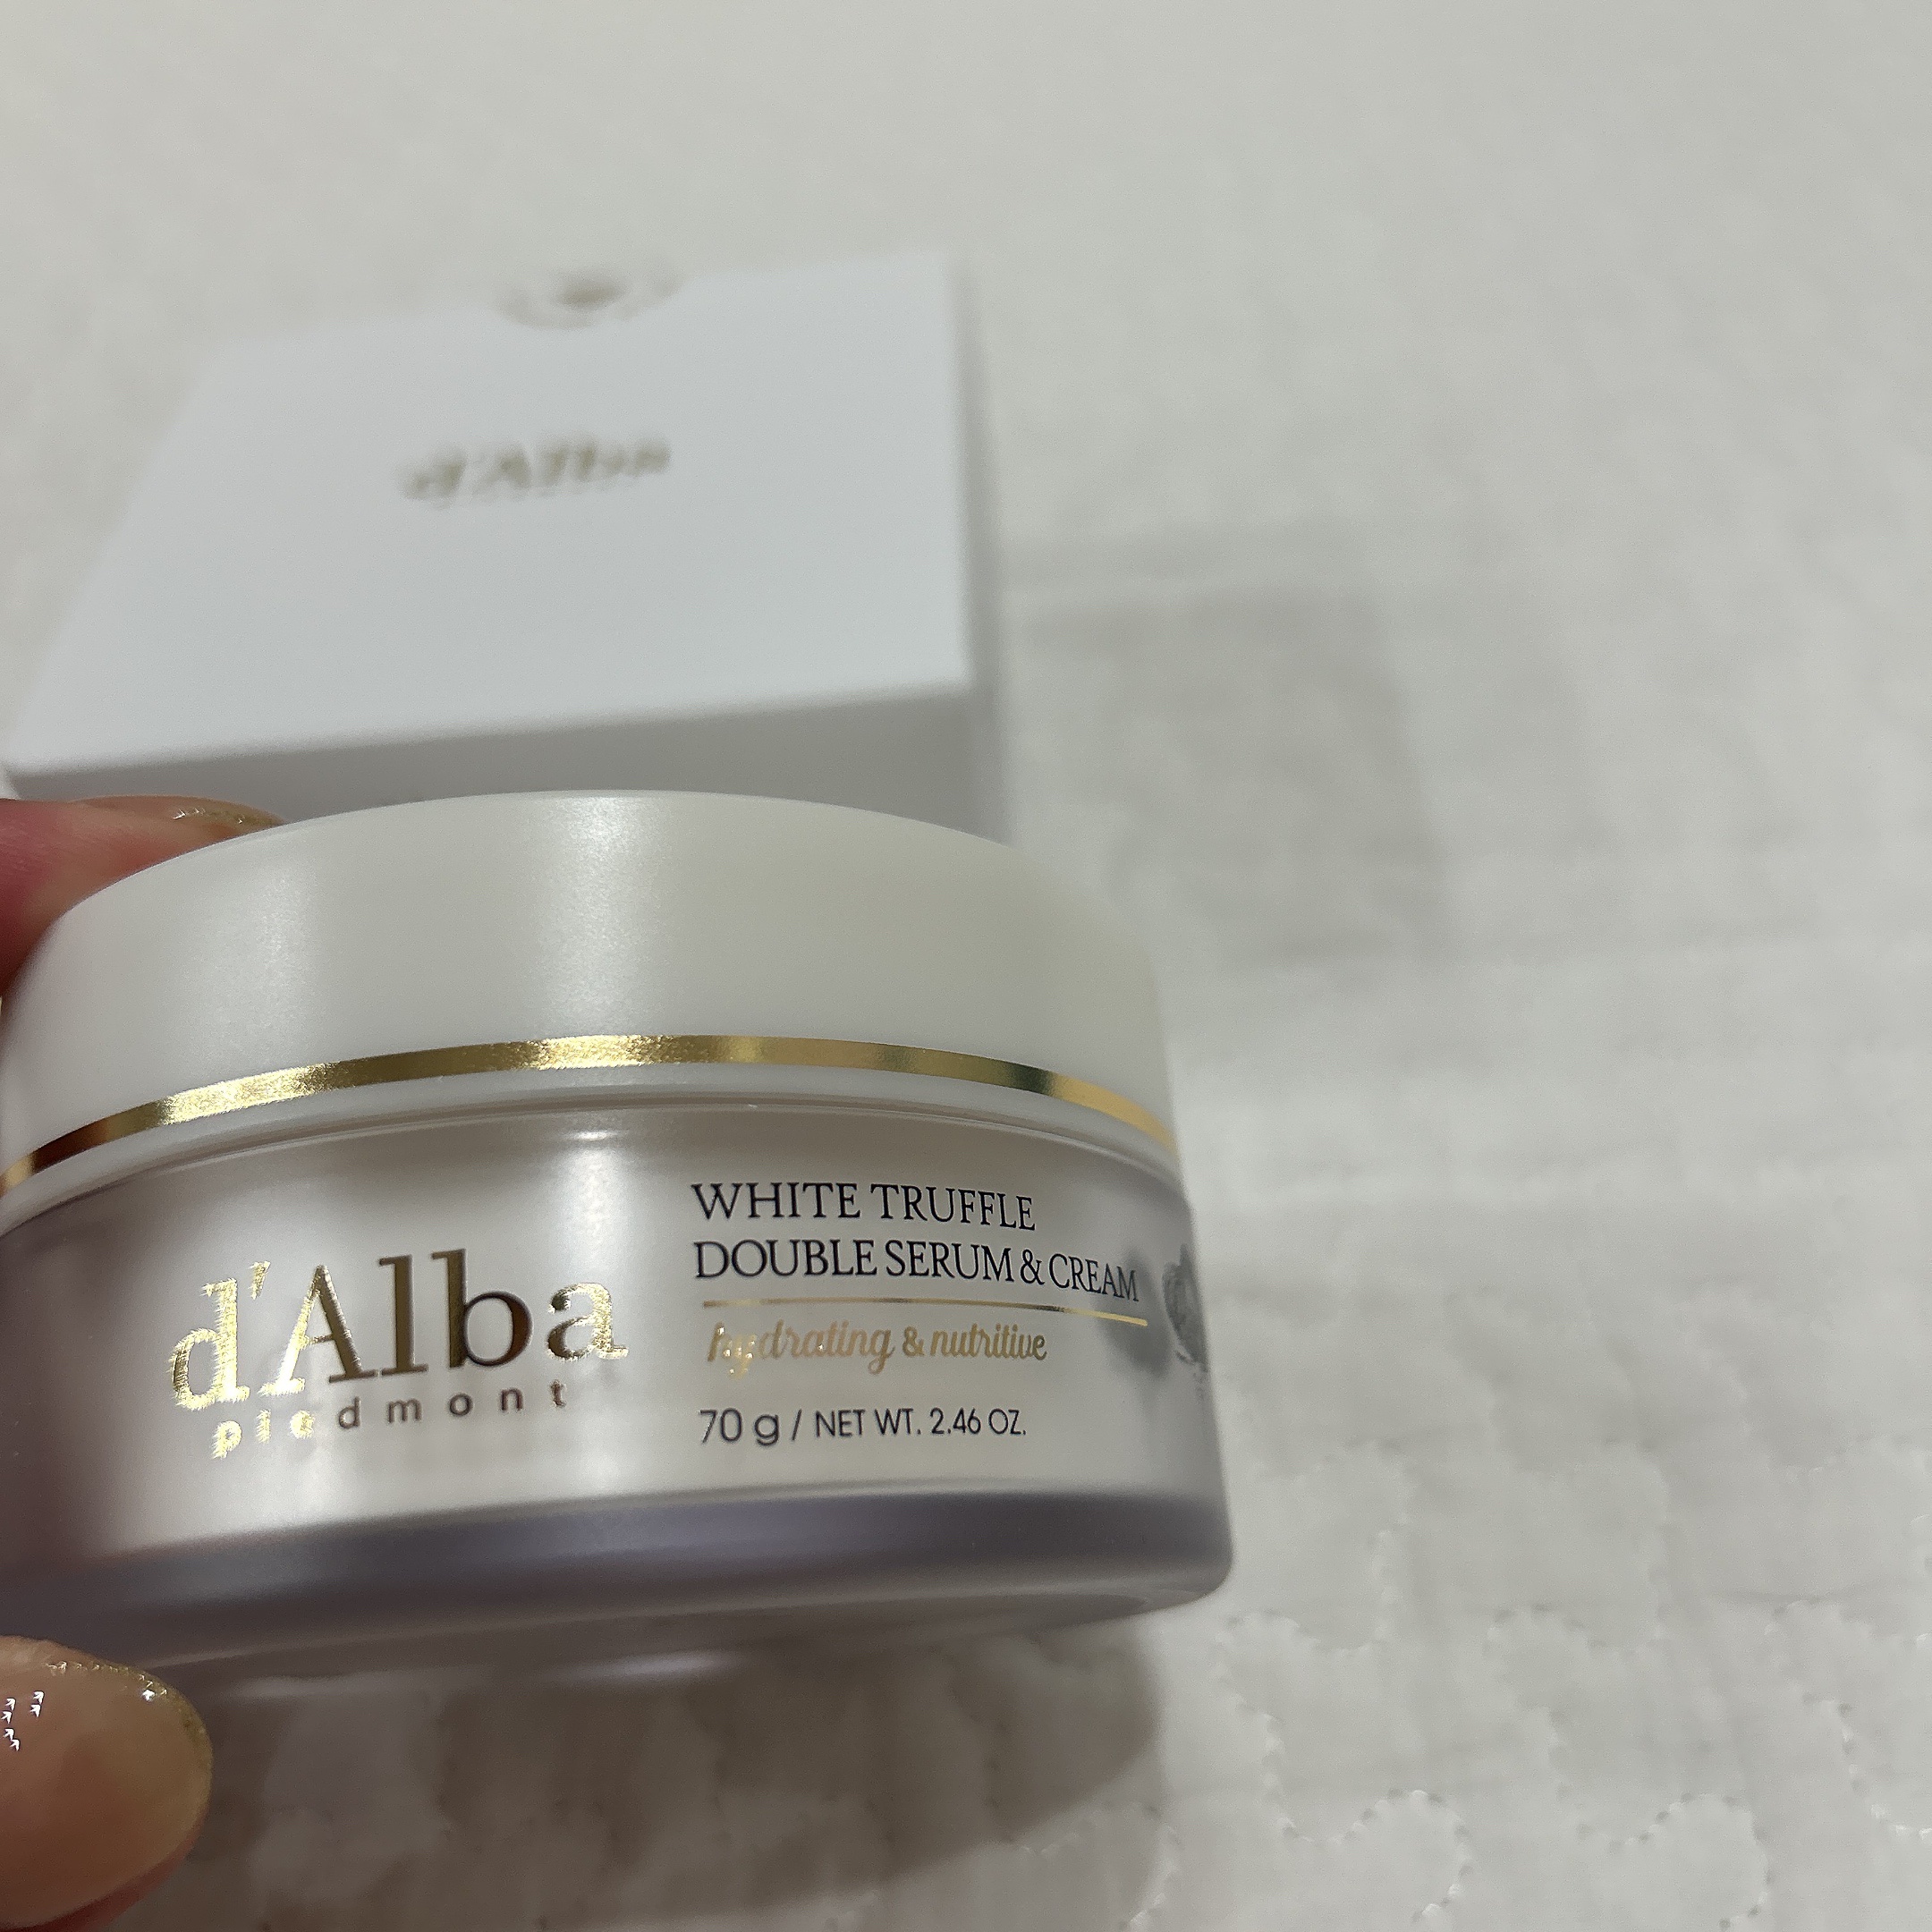 d'Alba
d'Alba
piedmont
WHITE TRUFFLE
DOUBLE SERUM & CREAM
hydrating & nutritive
70 g / NET WT. 2.46 OZ.